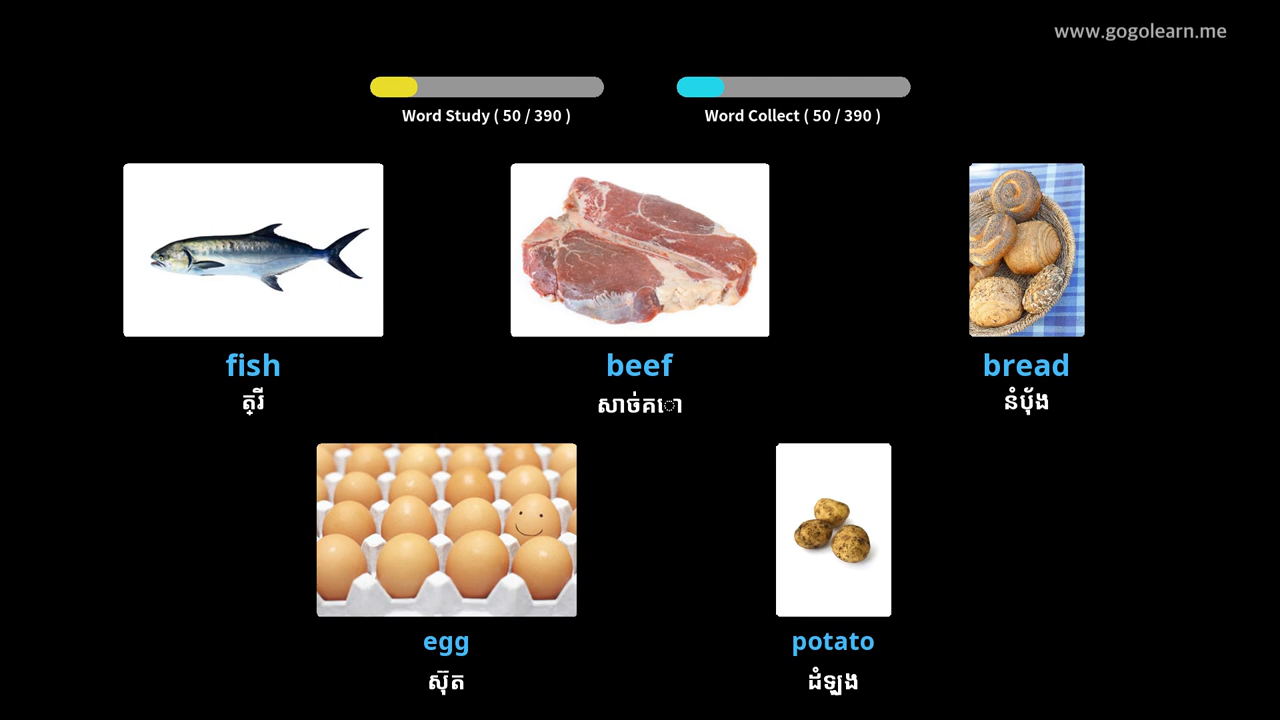 www.gogolearn.me
Word Study ( 50 / 390 )
Word Collect ( 50 / 390 )
fish
ត្រី
beef
សាច់គោ
bread
នំប៉័ង
egg
ស៊ុត
potato
ដំឡូង